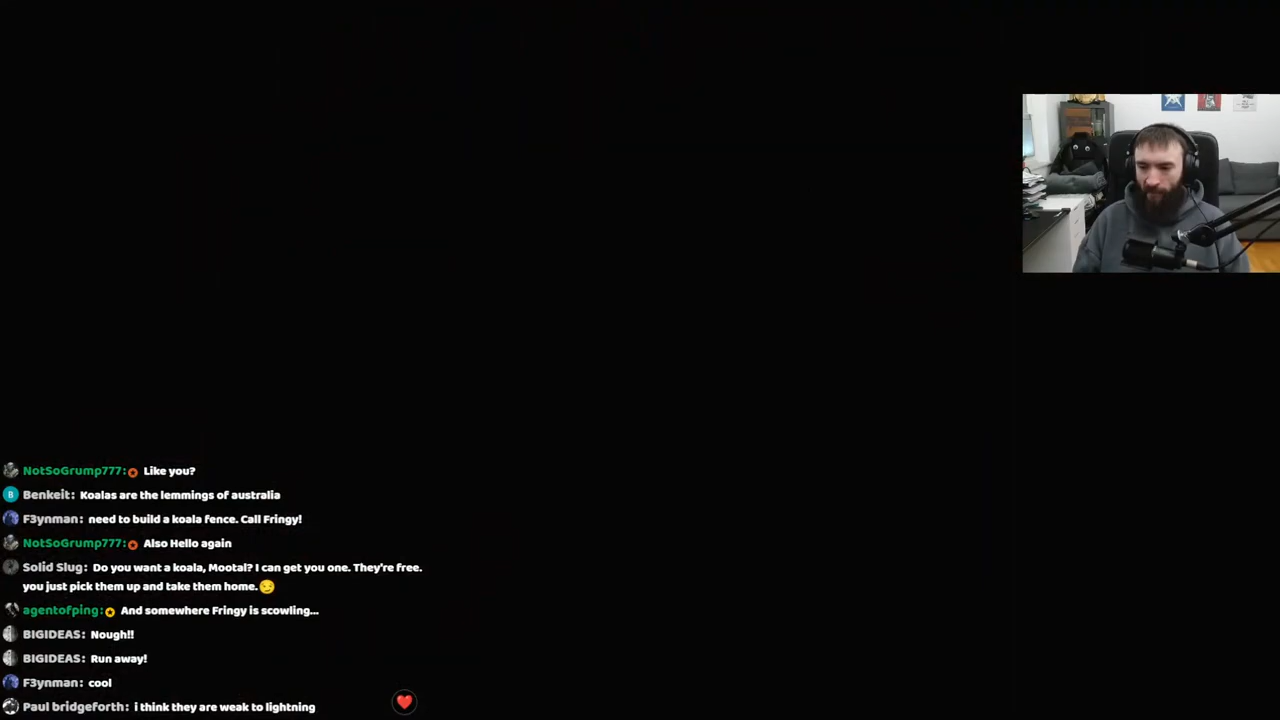 NotSoGrump777: Like you?
Benkeit: Koalas are the lemmings of australia
F3ynman: need to build a koala fence. Call Fringy!
NotSoGrump777: Also Hello again
Solid Slug: Do you want a koala, Mootal? I can get you one. They're free.
you just pick them up and take them home.😏
agentofping: And somewhere Fringy is scowling...
BIGIDEAS: Nough!!
BIGIDEAS: Run away!
F3ynman: cool
Paul bridgeforth: i think they are weak to lightning